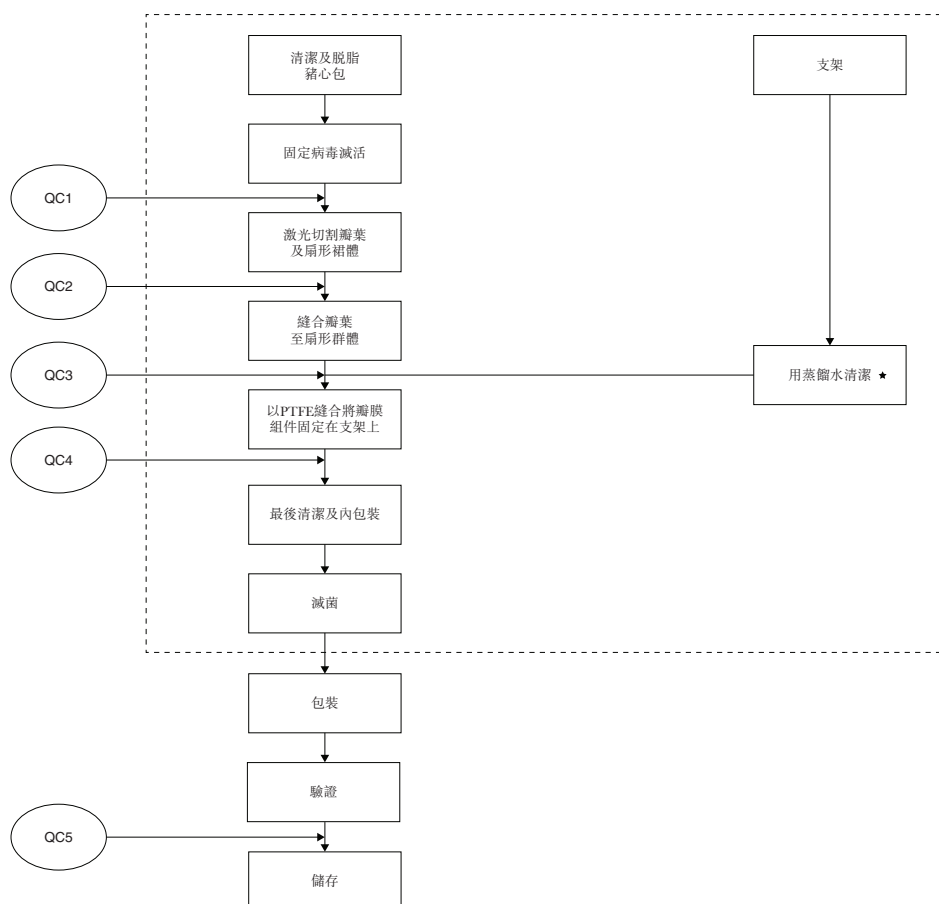 清潔及脫脂
豬心包
支架
固定病毒滅活
QC1
激光切割瓣葉
及扇形裙體
QC2
縫合瓣葉
至扇形群體
QC3
用蒸餾水清潔 ★
以PTFE縫合將瓣膜
組件固定在支架上
QC4
最後清潔及內包裝
滅菌
包裝
驗證
QC5
儲存